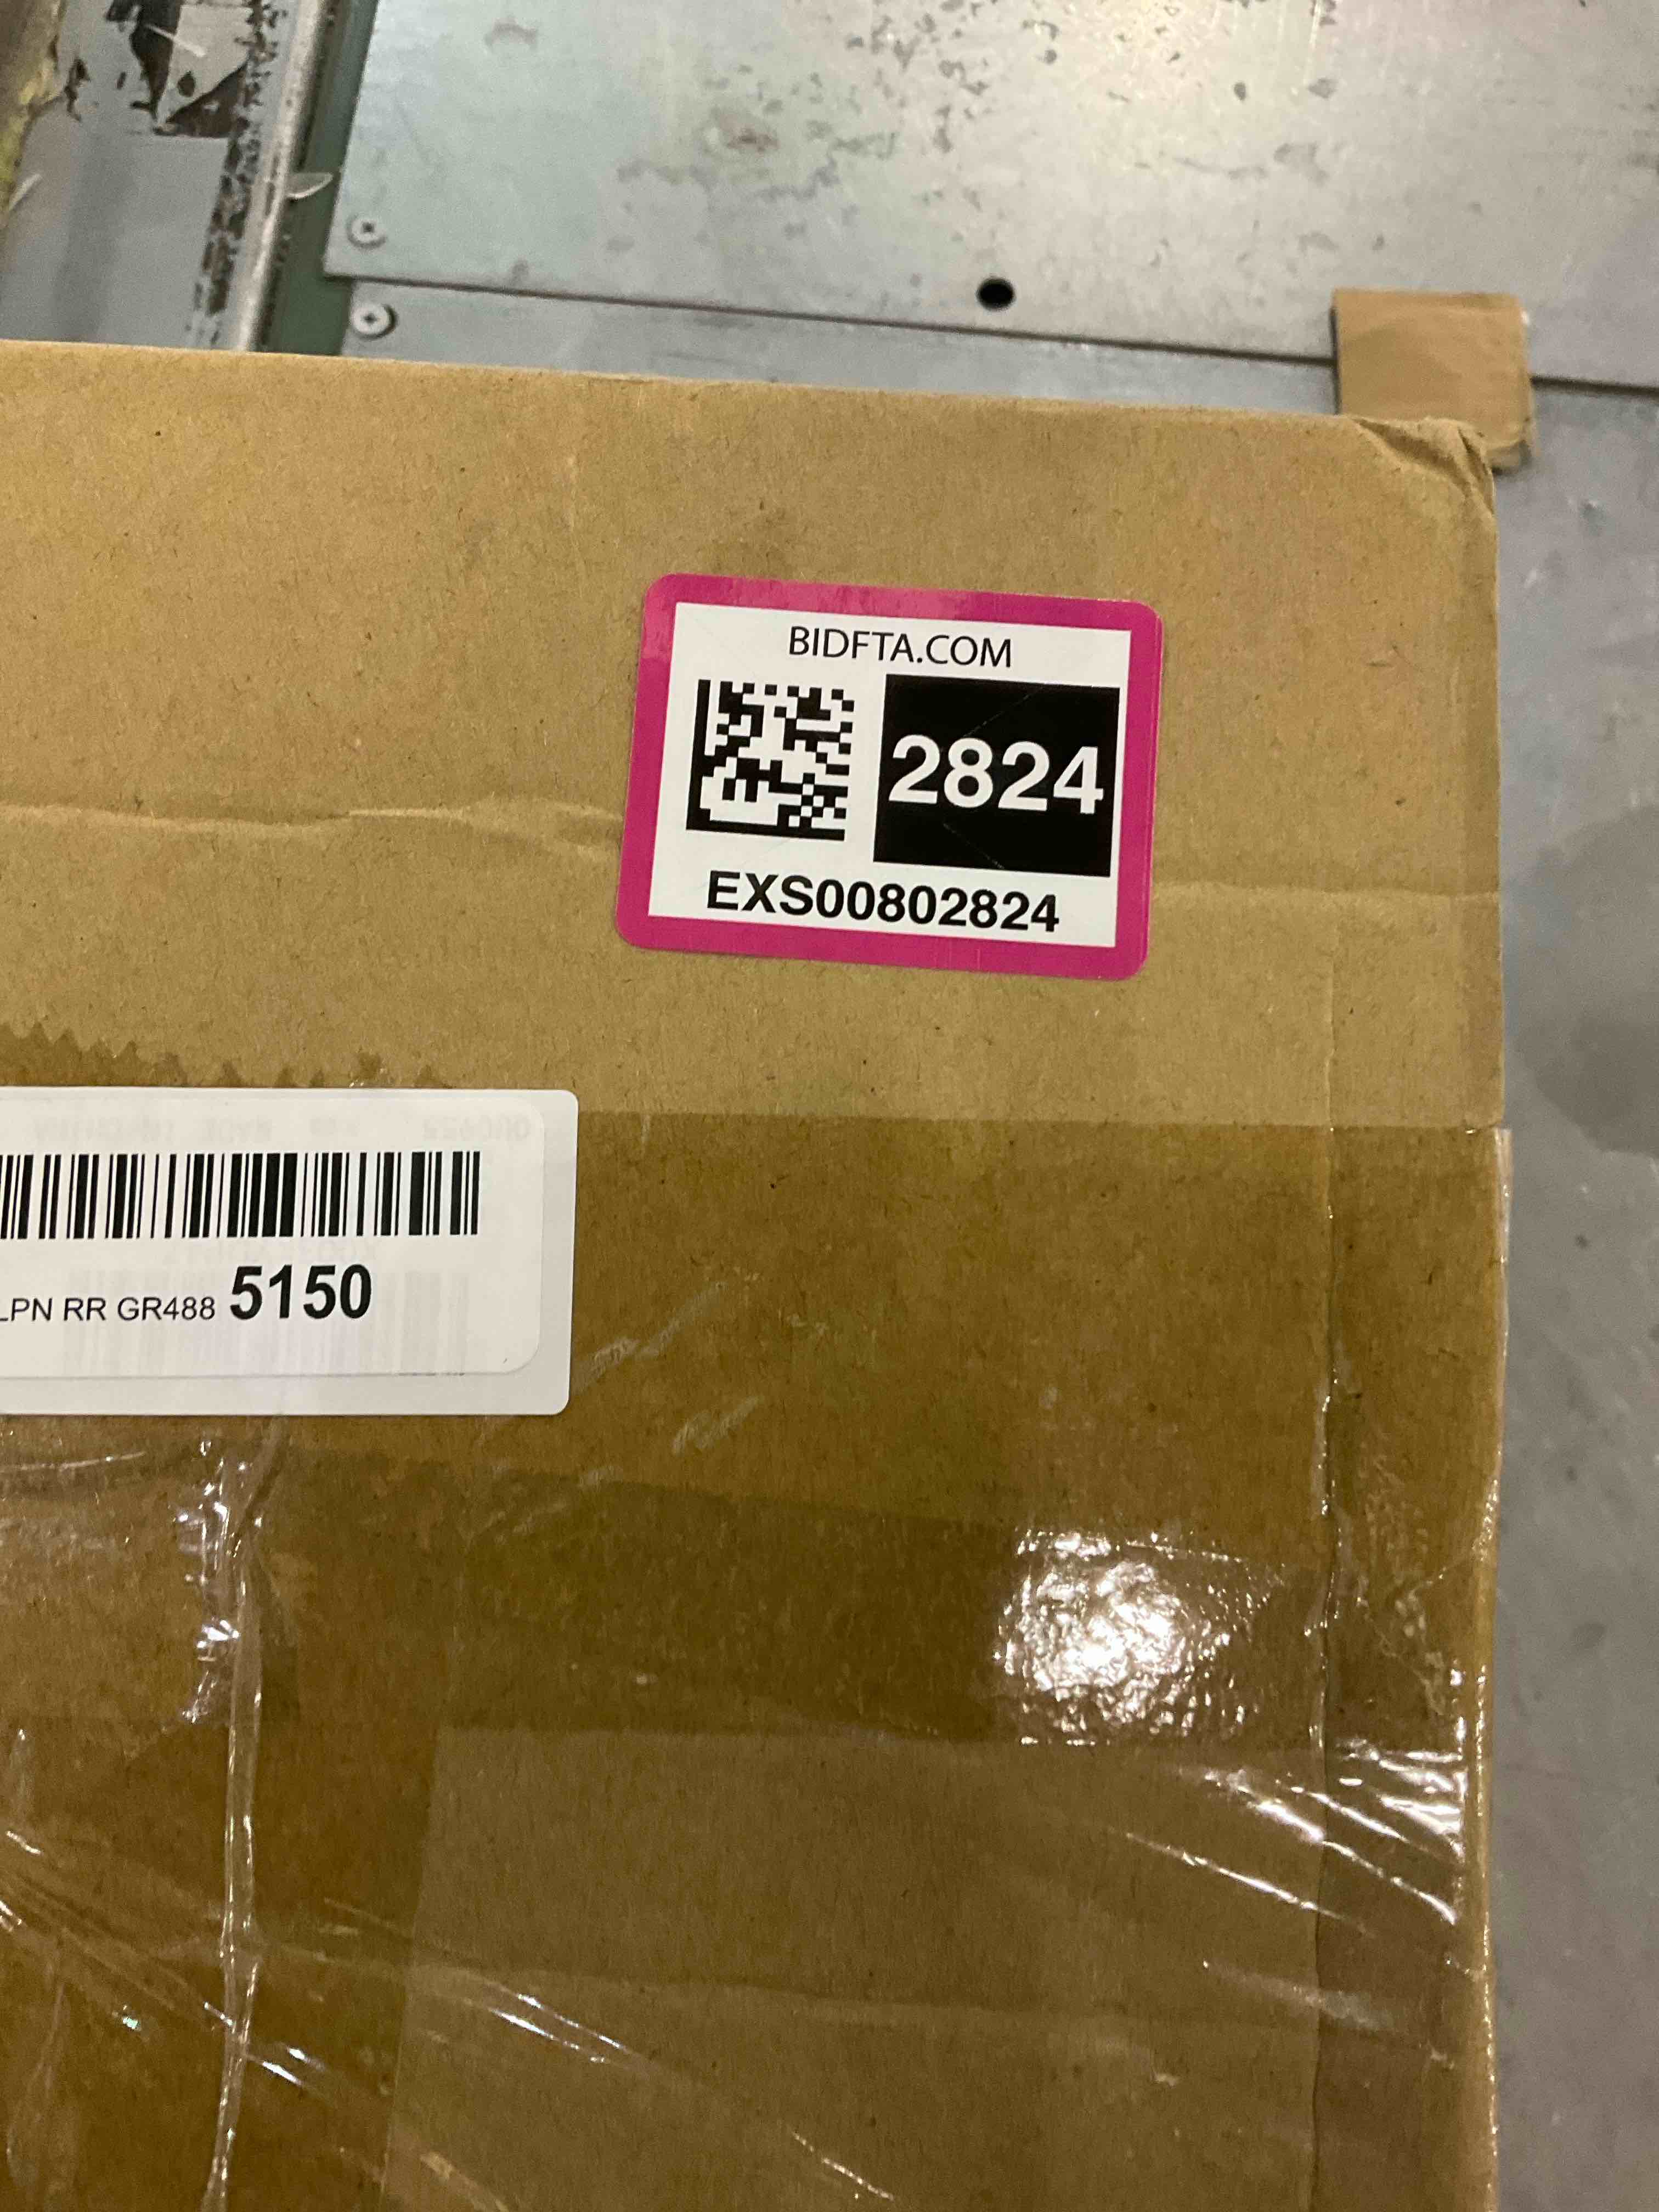 BIDFTA.COM
2824
EXS00802824
LPN RR GR488 5150